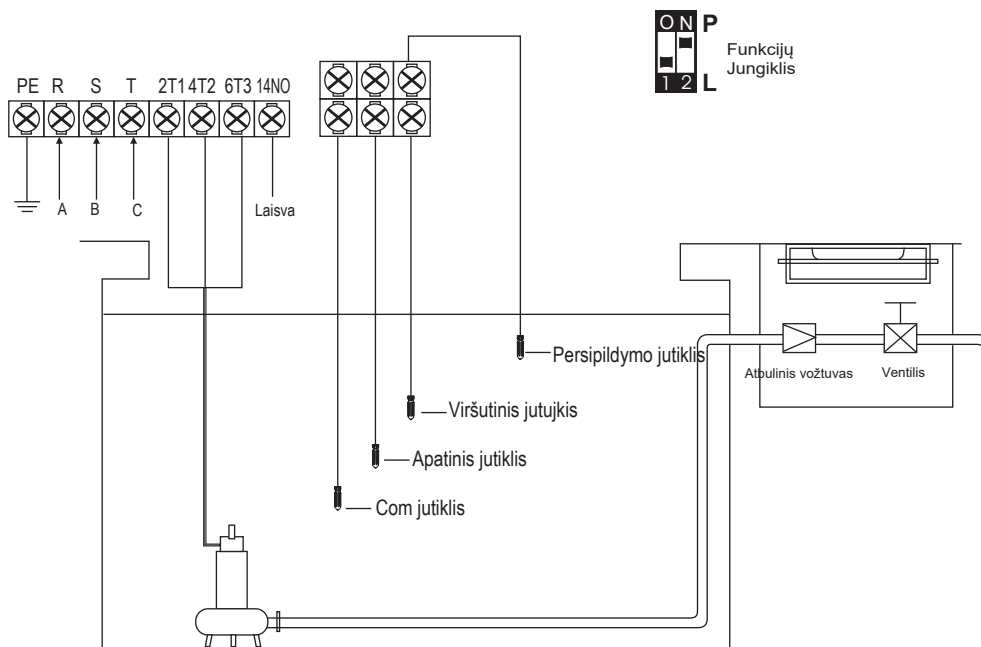 ON P
Funkcijų
Jungiklis
1 2 L
PE R S T 2T1 4T2 6T3 14NO
A B C Laisva
Persipildymo jutiklis
Atbulinis vožtuvas Ventilis
Viršutinis jutujkis
Apatinis jutiklis
Com jutiklis